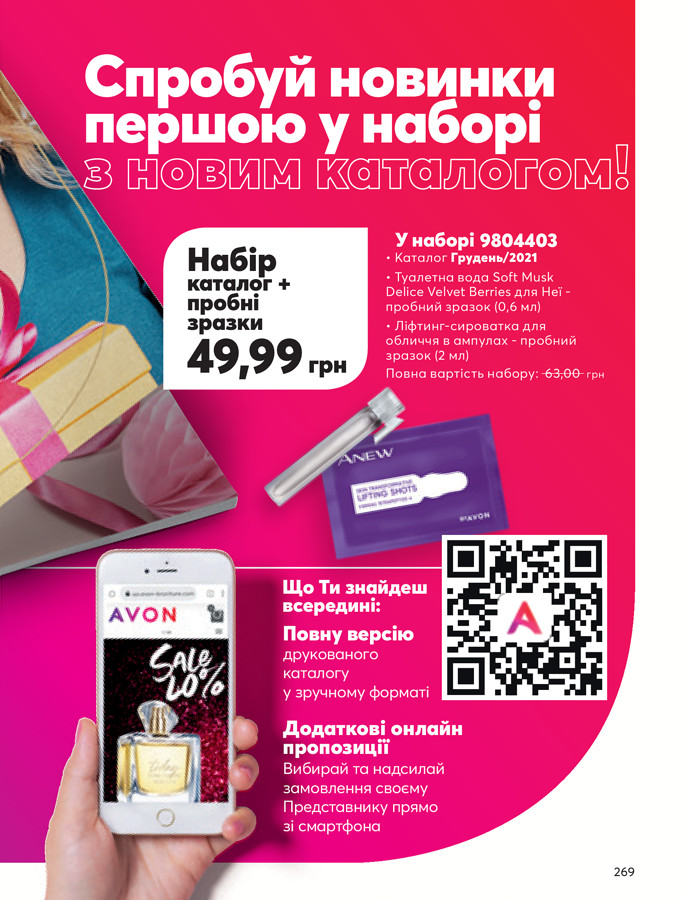 Спробуй новинки
першою у наборі
з новим каталогом!
Набір
каталог +
пробні
зразки
49,99 грн
У наборі 9804403
• Каталог Грудень/2021
• Туалетна вода Soft Musk
Delice Velvet Berries для Неї -
пробний зразок (0,6 мл)
• Ліфтинг-сироватка для
обличчя в ампулах - пробний
зразок (2 мл)
Повна вартість набору: 63,00 грн
ANEW
LIFTING SHOTS
AVON
AVON
SALE
40%
today
A
Що Ти знайдеш
всередині:
Повну версію
друкованого
каталогу
у зручному форматі
Додаткові онлайн
пропозиції
Вибирай та надсилай
замовлення своєму
Представнику прямо
зі смартфона
269